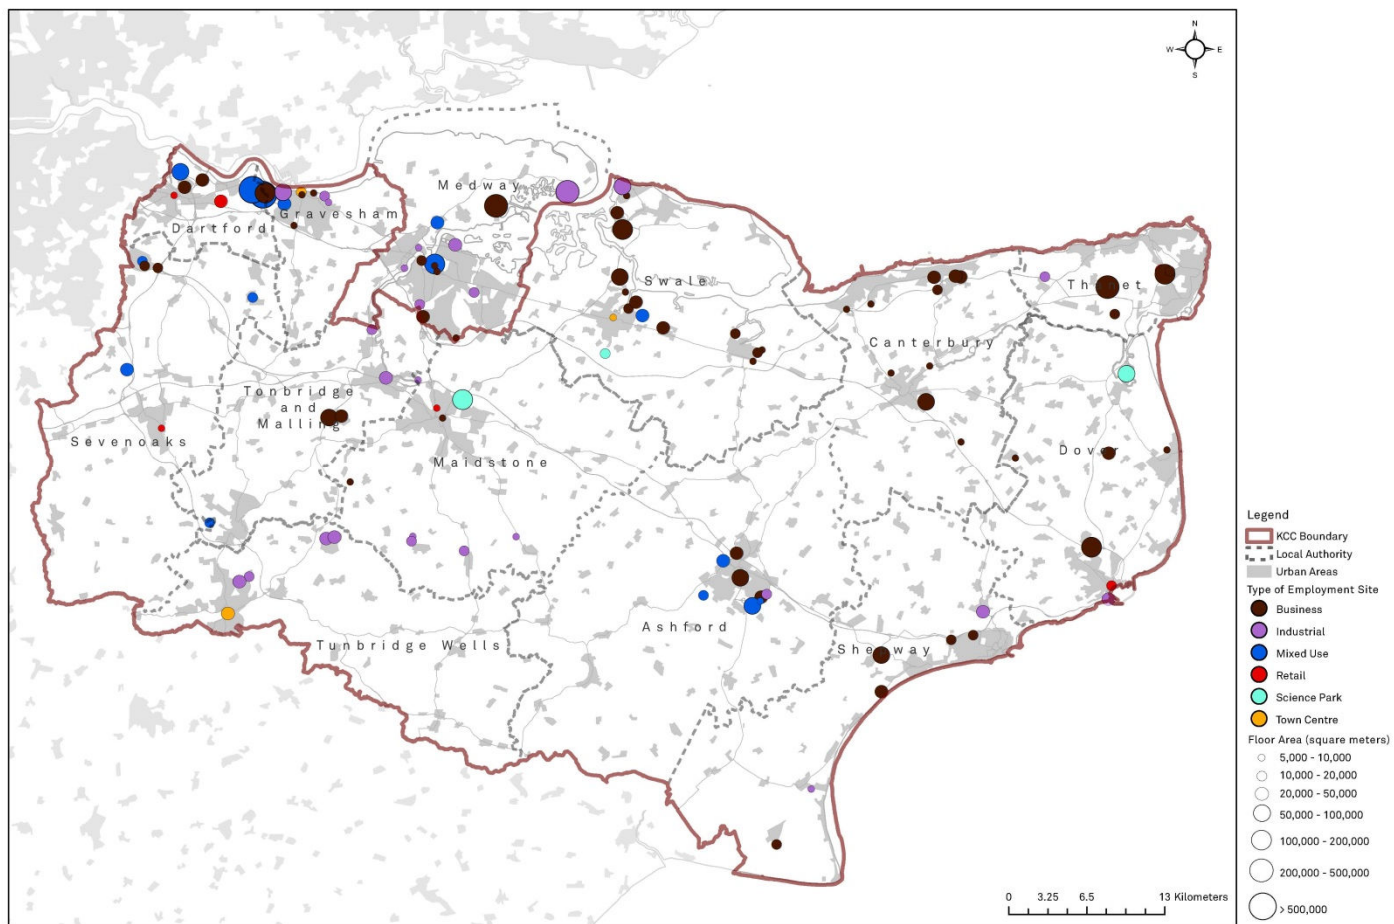 N
W E
S
Medway
Gravesham
Dartford
Swale
Thanet
Canterbury
Tonbridge
and
Malling
Sevenoaks
Maidstone
Dover
Ashford
Tunbridge Wells
Shepway
Legend
KCC Boundary
Local Authority
Urban Areas
Type of Employment Site
Business
Industrial
Mixed Use
Retail
Science Park
Town Centre
Floor Area (square meters)
5,000 - 10,000
10,000 - 20,000
20,000 - 50,000
50,000 - 100,000
100,000 - 200,000
200,000 - 500,000
> 500,000
0 3.25 6.5 13 Kilometers